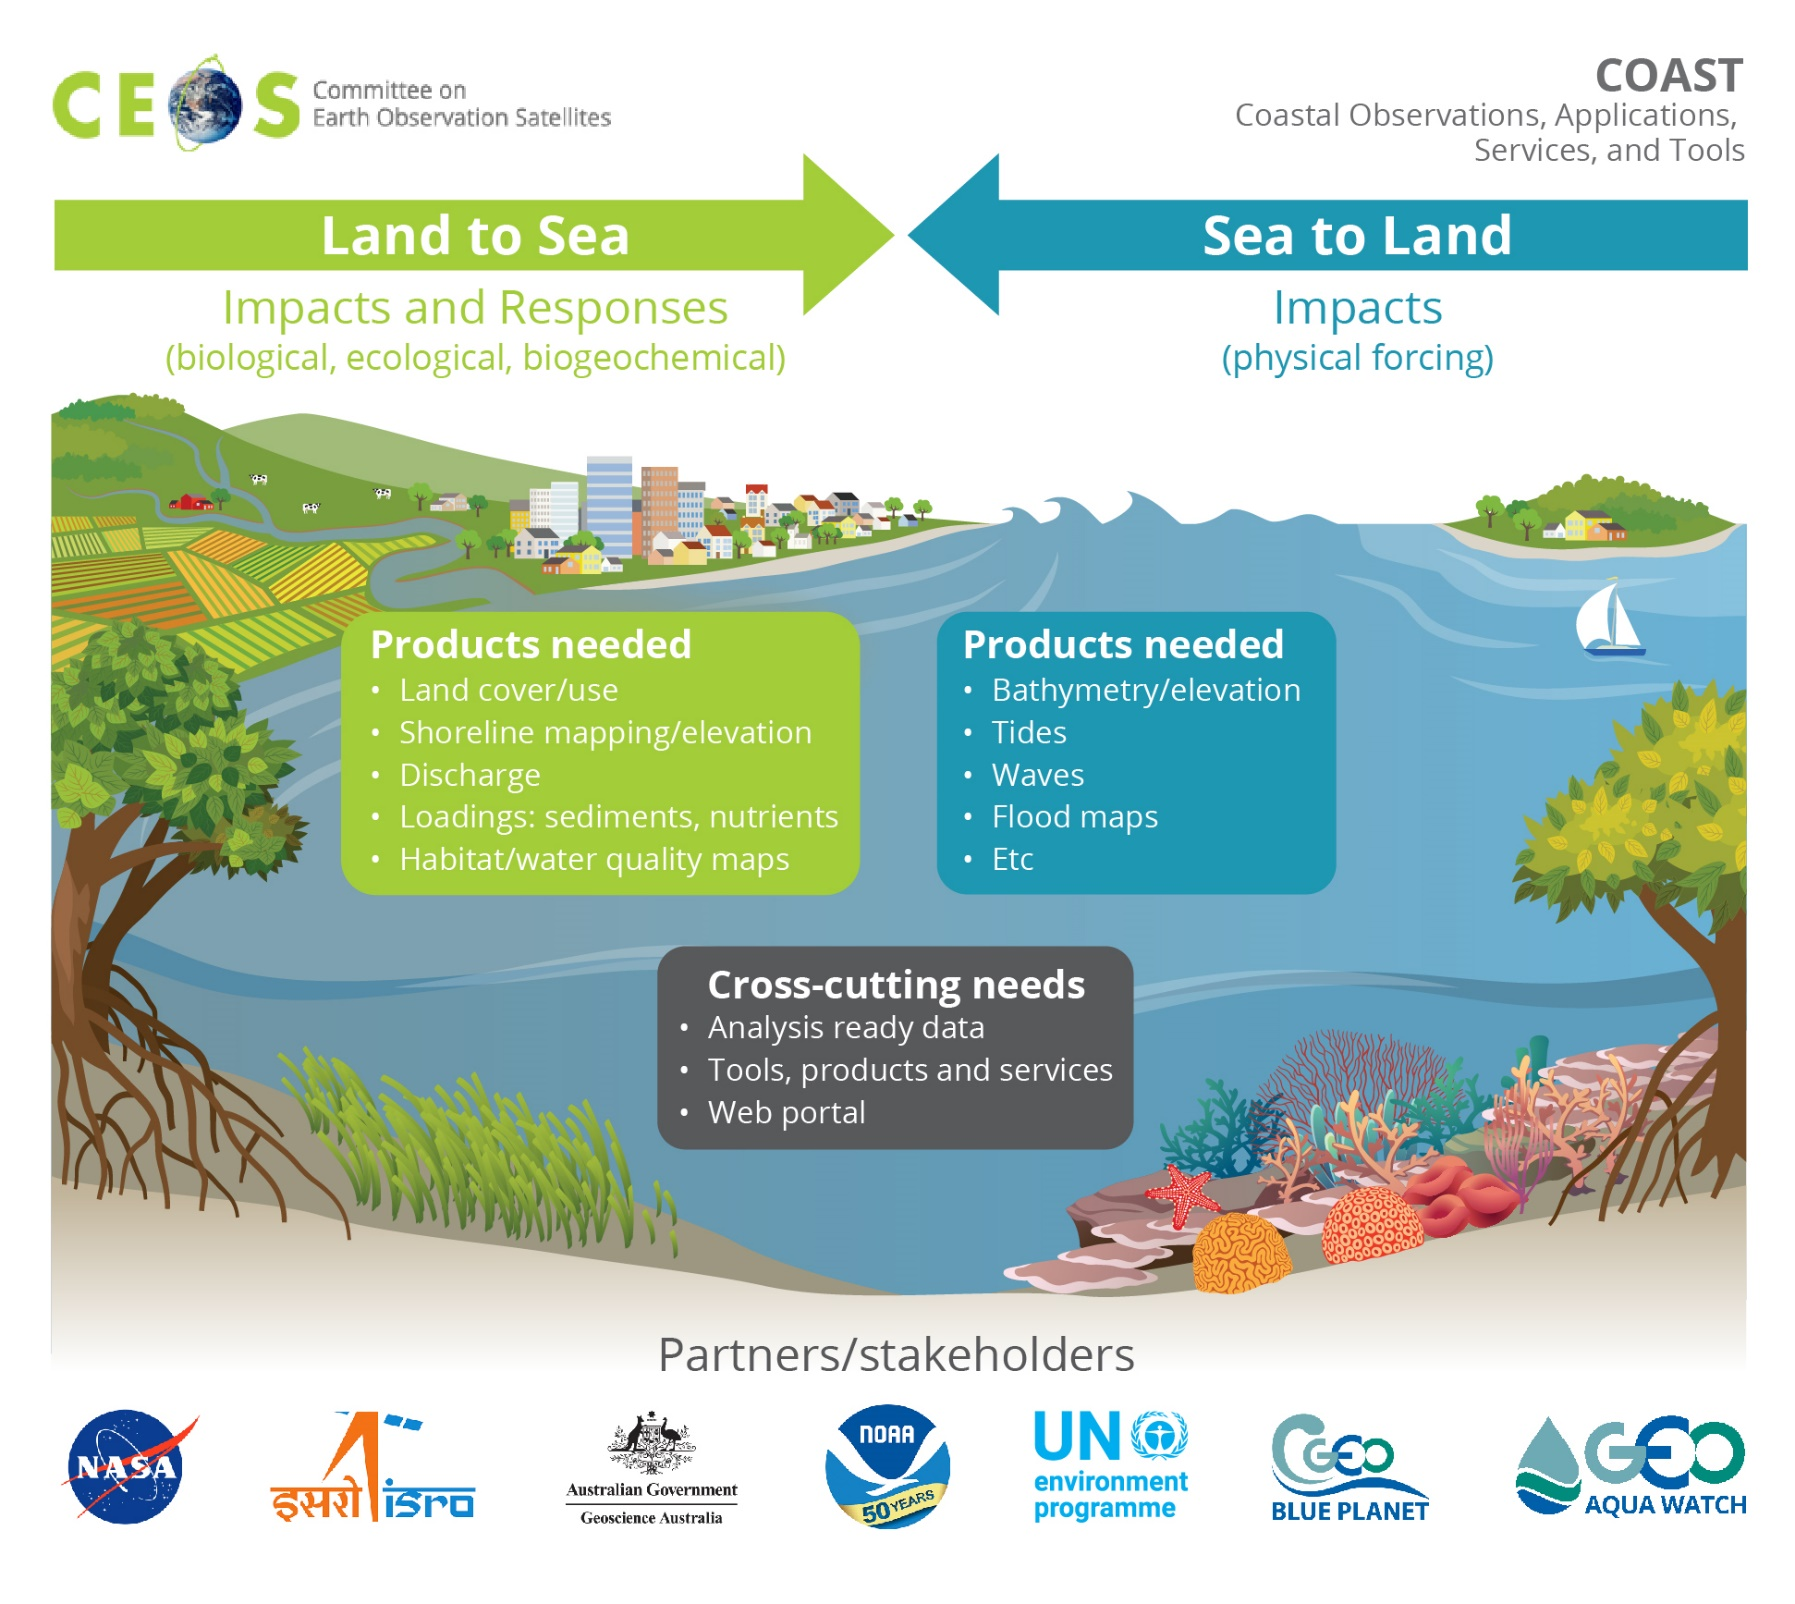 CEOS Committee on
Earth Observation Satellites
COAST
Coastal Observations, Applications,
Services, and Tools
Land to Sea
Impacts and Responses
(biological, ecological, biogeochemical)
Sea to Land
Impacts
(physical forcing)
Products needed
• Land cover/use
• Shoreline mapping/elevation
• Discharge
• Loadings: sediments, nutrients
• Habitat/water quality maps
Products needed
• Bathymetry/elevation
• Tides
• Waves
• Flood maps
• Etc
Cross-cutting needs
• Analysis ready data
• Tools, products and services
• Web portal
Partners/stakeholders
NASA
इसरो isro
Australian Government
Geoscience Australia
NOAA
50 YEARS
UN
environment
programme
GEO
BLUE PLANET
GEO
AQUA WATCH